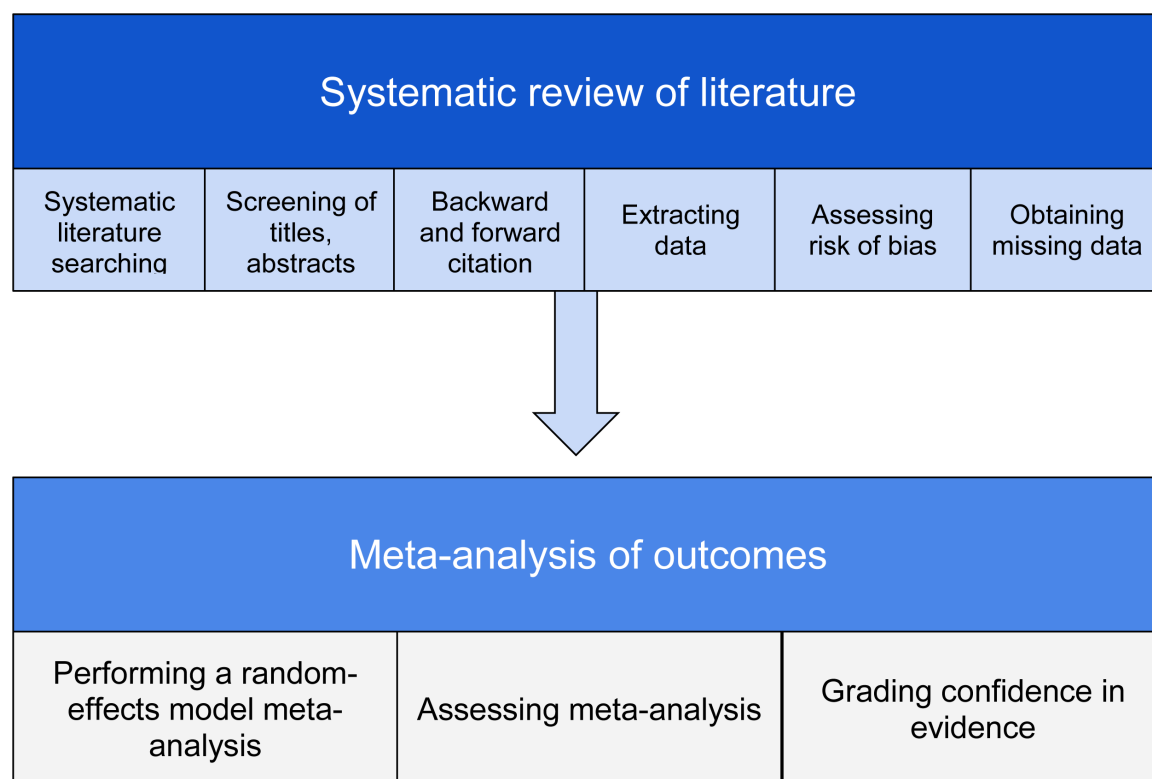 Systematic review of literature
Systematic
literature
searching
Screening of
titles,
abstracts
Backward
and forward
citation
Extracting
data
Assessing
risk of bias
Obtaining
missing data
Meta-analysis of outcomes
Performing a random-
effects model meta-
analysis
Assessing meta-analysis
Grading confidence in
evidence